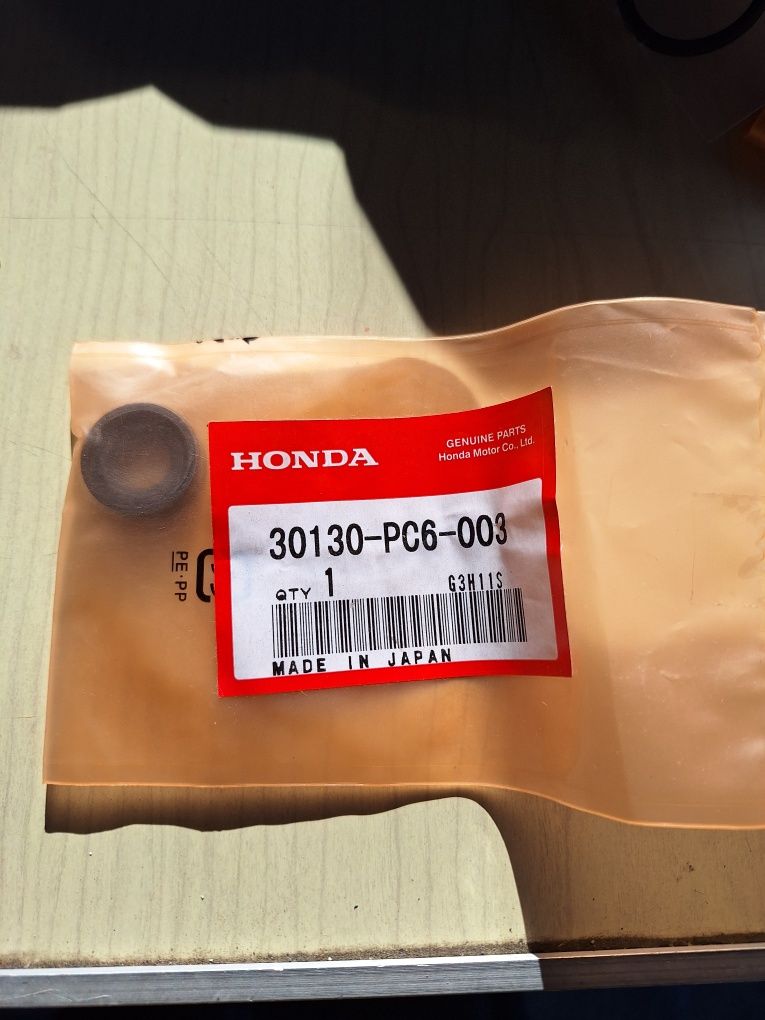 HONDA
GENUINE PARTS
Honda Motor Co., Ltd.
30130-PC6-003
QTY 1
G3H11S
MADE IN JAPAN
PE·PP